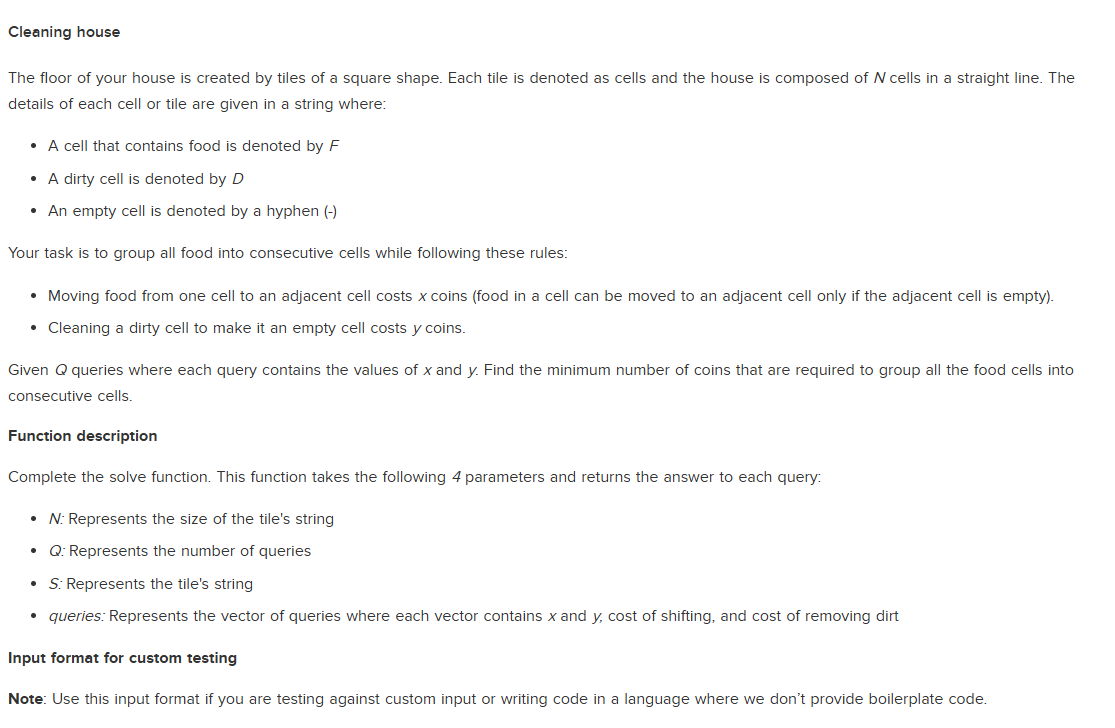 Cleaning house
The floor of your house is created by tiles of a square shape. Each tile is denoted as cells and the house is composed of N cells in a straight line. The
details of each cell or tile are given in a string where:
• A cell that contains food is denoted by F
• A dirty cell is denoted by D
• An empty cell is denoted by a hyphen (-)
Your task is to group all food into consecutive cells while following these rules:
• Moving food from one cell to an adjacent cell costs x coins (food in a cell can be moved to an adjacent cell only if the adjacent cell is empty).
• Cleaning a dirty cell to make it an empty cell costs y coins.
Given Q queries where each query contains the values of x and y. Find the minimum number of coins that are required to group all the food cells into
consecutive cells.
Function description
Complete the solve function. This function takes the following 4 parameters and returns the answer to each query:
• N: Represents the size of the tile's string
• Q: Represents the number of queries
• S: Represents the tile's string
• queries: Represents the vector of queries where each vector contains x and y, cost of shifting, and cost of removing dirt
Input format for custom testing
Note: Use this input format if you are testing against custom input or writing code in a language where we don’t provide boilerplate code.